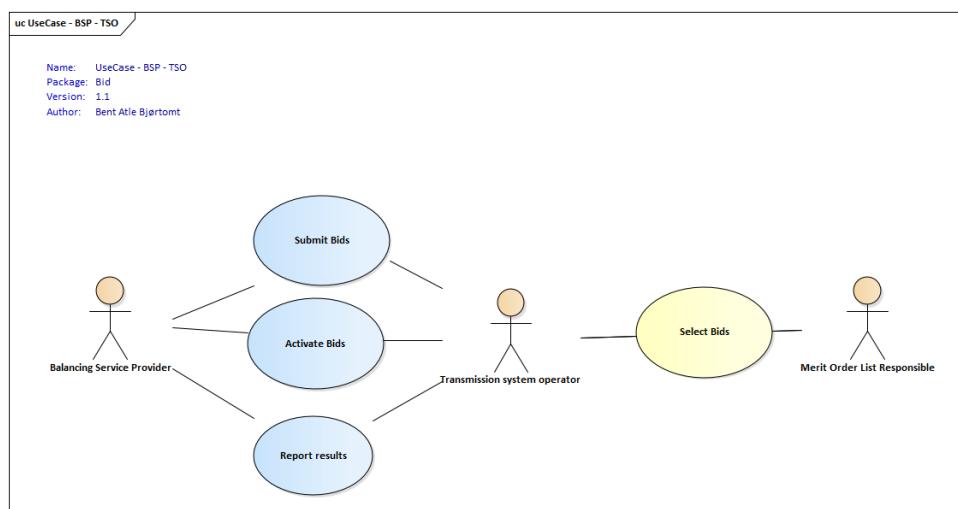 uc UseCase - BSP - TSO
Name: UseCase - BSP - TSO
Package: Bid
Version: 1.1
Author: Bent Atle Bjørtomt
Submit Bids
Activate Bids
Select Bids
Balancing Service Provider
Transmission system operator
Merit Order List Responsible
Report results